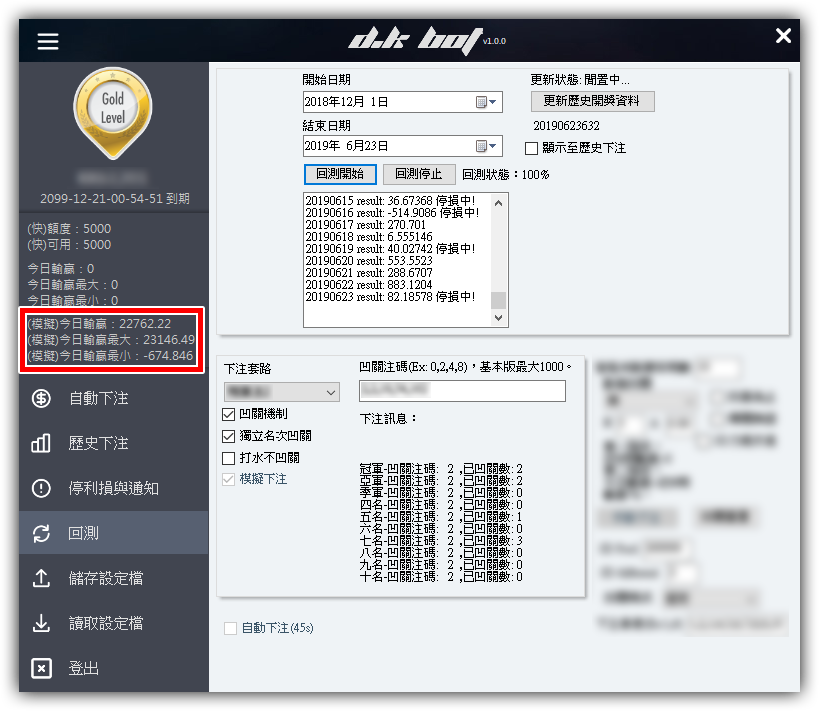 d.k bot v1.0.0
Gold
Level
2099-12-21-00-54-51 到期
(快)額度：5000
(快)可用：5000
今日輸贏：0
今日輸贏最大：0
今日輸贏最小：0
(模擬)今日輸贏：22762.22
(模擬)今日輸贏最大：23146.49
(模擬)今日輸贏最小：-674.846
自動下注
歷史下注
停利損與通知
回測
儲存設定檔
讀取設定檔
登出
開始日期
2018年12月 1日
結束日期
2019年 6月23日
更新狀態: 閒置中...
更新歷史開獎資料
20190623632
顯示至歷史下注
回測開始
回測停止
回測狀態：100%
20190615 result: 36.67368 停損中!
20190616 result: -514.9086 停損中!
20190617 result: 270.701
20190618 result: 6.555146
20190619 result: 40.02742 停損中!
20190620 result: 553.5523
20190621 result: 288.6707
20190622 result: 883.1204
20190623 result: 82.18578 停損中!
下注套路
凹關機制
獨立名次凹關
打水不凹關
模擬下注
凹關注碼(Ex: 0,2,4,8)，基本版最大1000。
下注訊息：
冠軍-凹關注碼: 2 ,已凹關數: 2
亞軍-凹關注碼: 2 ,已凹關數: 2
季軍-凹關注碼: 2 ,已凹關數: 0
四名-凹關注碼: 2 ,已凹關數: 0
五名-凹關注碼: 2 ,已凹關數: 1
六名-凹關注碼: 2 ,已凹關數: 0
七名-凹關注碼: 2 ,已凹關數: 3
八名-凹關注碼: 2 ,已凹關數: 0
九名-凹關注碼: 2 ,已凹關數: 0
十名-凹關注碼: 2 ,已凹關數: 0
自動下注(45s)